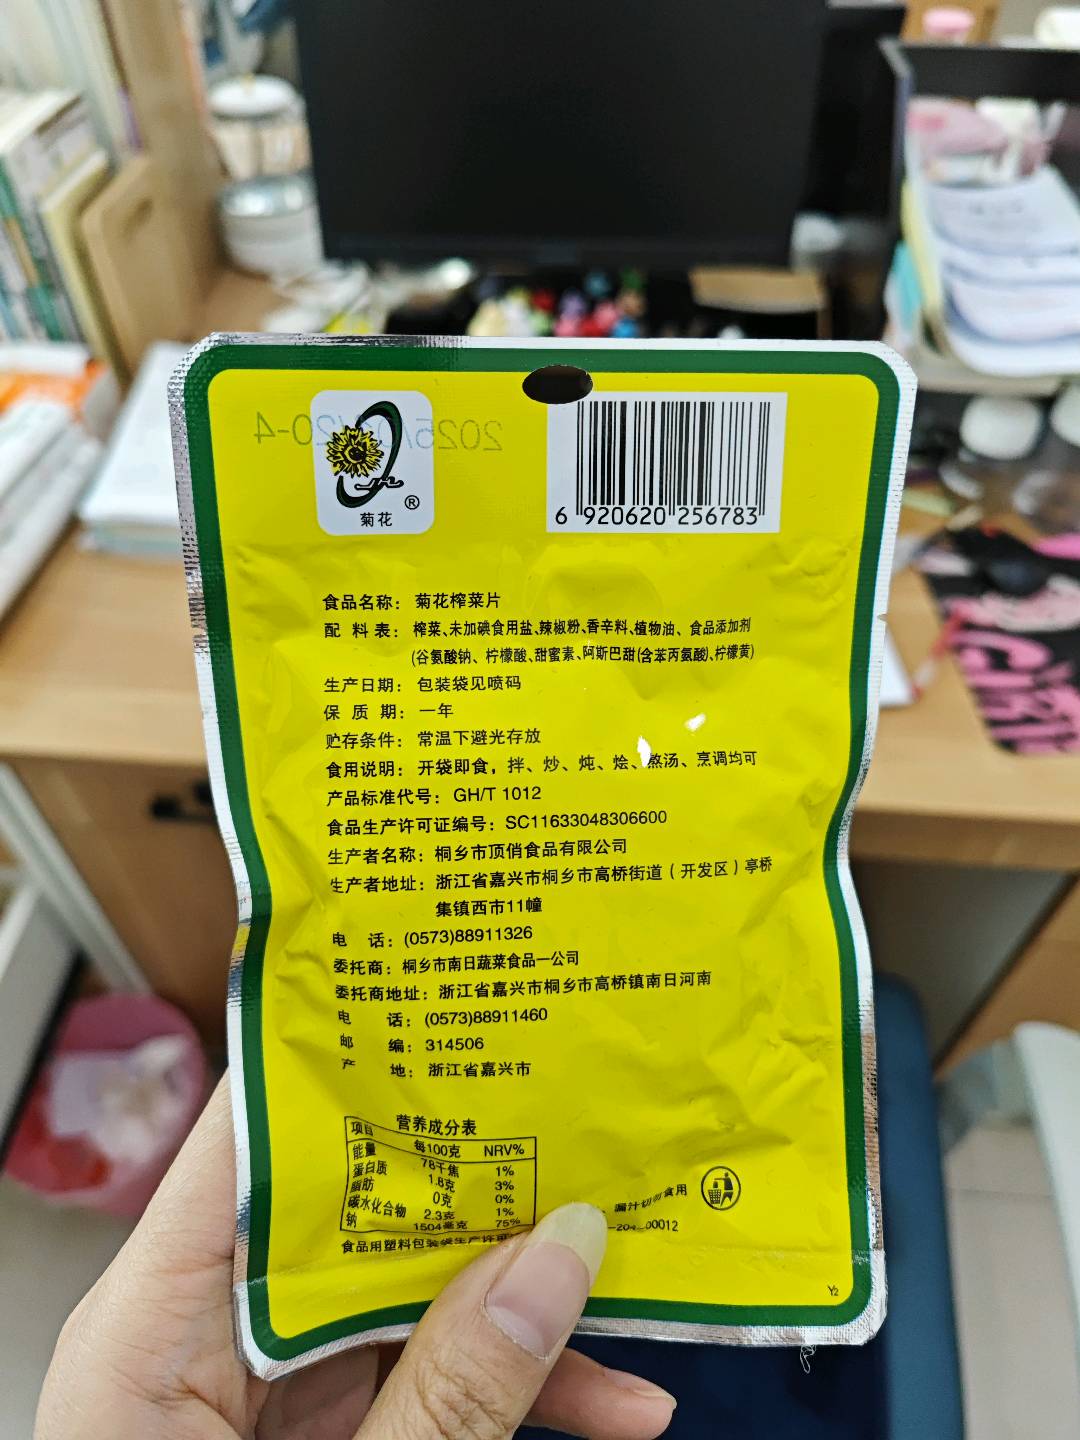 菊花
®
6 920620 256783
食品名称： 菊花榨菜片
配 料 表： 榨菜、未加碘食用盐、辣椒粉、香辛料、植物油、食品添加剂
(谷氨酸钠、柠檬酸、甜蜜素、阿斯巴甜(含苯丙氨酸)、柠檬黄)
生产日期： 包装袋见喷码
保 质 期： 一年
贮存条件： 常温下避光存放
食用说明： 开袋即食，拌、炒、炖、烩、熬汤、烹调均可
产品标准代号： GH/T 1012
食品生产许可证编号： SC11633048306600
生产者名称： 桐乡市顶俏食品有限公司
生产者地址： 浙江省嘉兴市桐乡市高桥街道（开发区）亭桥
集镇西市11幢
电 话： (0573)88911326
委托商： 桐乡市南日蔬菜食品一公司
委托商地址： 浙江省嘉兴市桐乡市高桥镇南日河南
电 话： (0573)88911460
邮 编： 314506
产 地： 浙江省嘉兴市
营养成分表
项目 每100克 NRV%
能量 78千焦 1%
蛋白质 1.8克 3%
脂肪 0克 0%
碳水化合物 2.3克 1%
钠 1504毫克 75%
漏汁切勿食用
食品用塑料包装袋生产许可
Y2